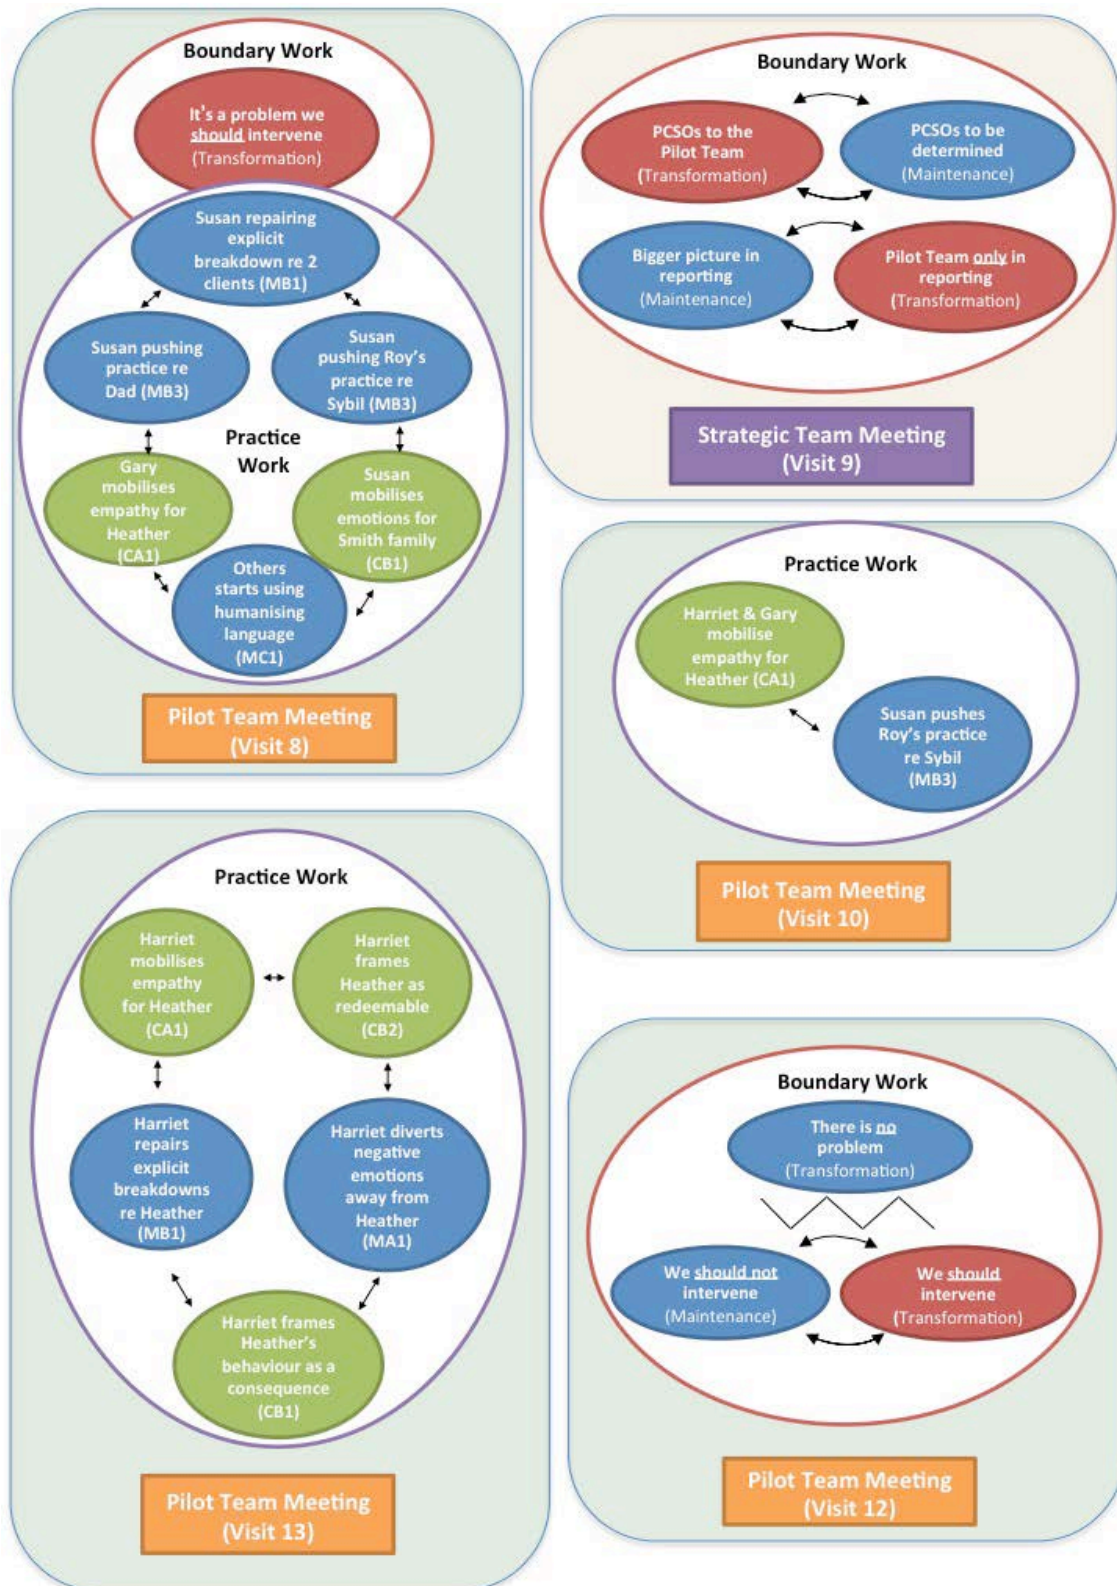 Boundary Work
It's a problem we
should intervene
(Transformation)
Susan repairing
explicit
breakdown re 2
clients (MB1)
Susan pushing
practice re
Dad (MB3)
Susan
pushing Roy's
practice re
Sybil (MB3)
Practice
Work
Gary
mobilises
empathy for
Heather
(CA1)
Susan
mobilises
emotions for
Smith family
(CB1)
Others
starts using
humanising
language
(MC1)
Pilot Team Meeting
(Visit 8)
Boundary Work
PCSOs to the
Pilot Team
(Transformation)
PCSOs to be
determined
(Maintenance)
Bigger picture in
reporting
(Maintenance)
Pilot Team only in
reporting
(Transformation)
Strategic Team Meeting
(Visit 9)
Practice Work
Harriet & Gary
mobilise
empathy for
Heather (CA1)
Susan pushes
Roy's practice
re Sybil
(MB3)
Pilot Team Meeting
(Visit 10)
Practice Work
Harriet
mobilises
empathy
for Heather
(CA1)
Harriet
frames
Heather as
redeemable
(CB2)
Harriet
repairs
explicit
breakdowns
re Heather
(MB1)
Harriet diverts
negative
emotions
away from
Heather
(MA1)
Harriet frames
Heather's
behaviour as a
consequence
(CB1)
Pilot Team Meeting
(Visit 13)
Boundary Work
There is no
problem
(Transformation)
We should not
intervene
(Maintenance)
We should
intervene
(Transformation)
Pilot Team Meeting
(Visit 12)